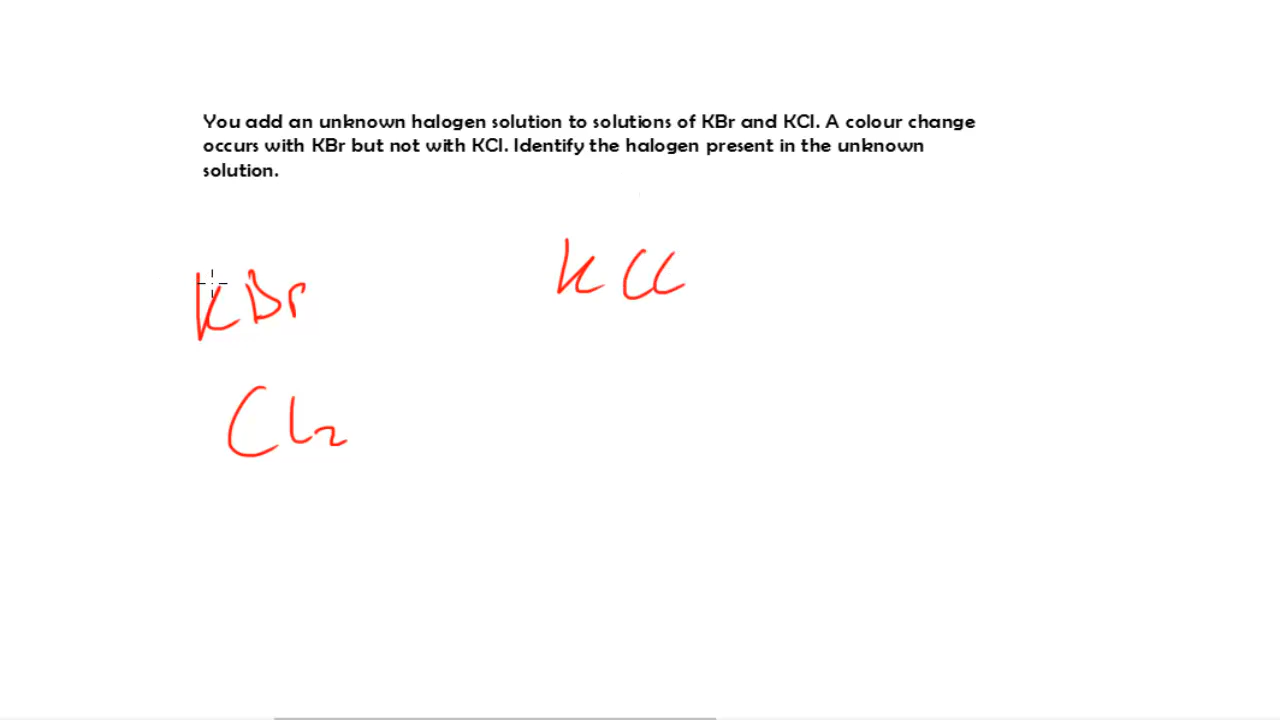 You add an unknown halogen solution to solutions of KBr and KCl. A colour change
occurs with KBr but not with KCl. Identify the halogen present in the unknown
solution.
KBr KCl
Cl₂